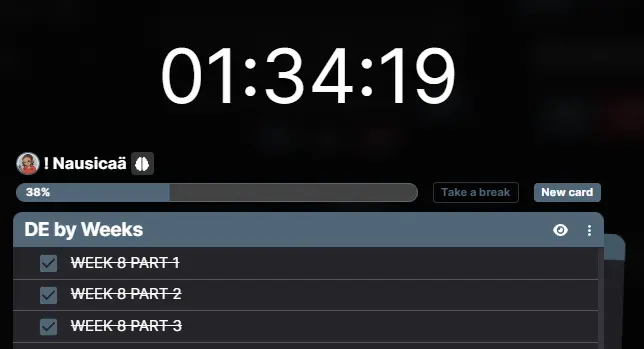 01:34:19
! Nausicaä
38% Take a break New card
DE by Weeks
WEEK 8 PART 1
WEEK 8 PART 2
WEEK 8 PART 3